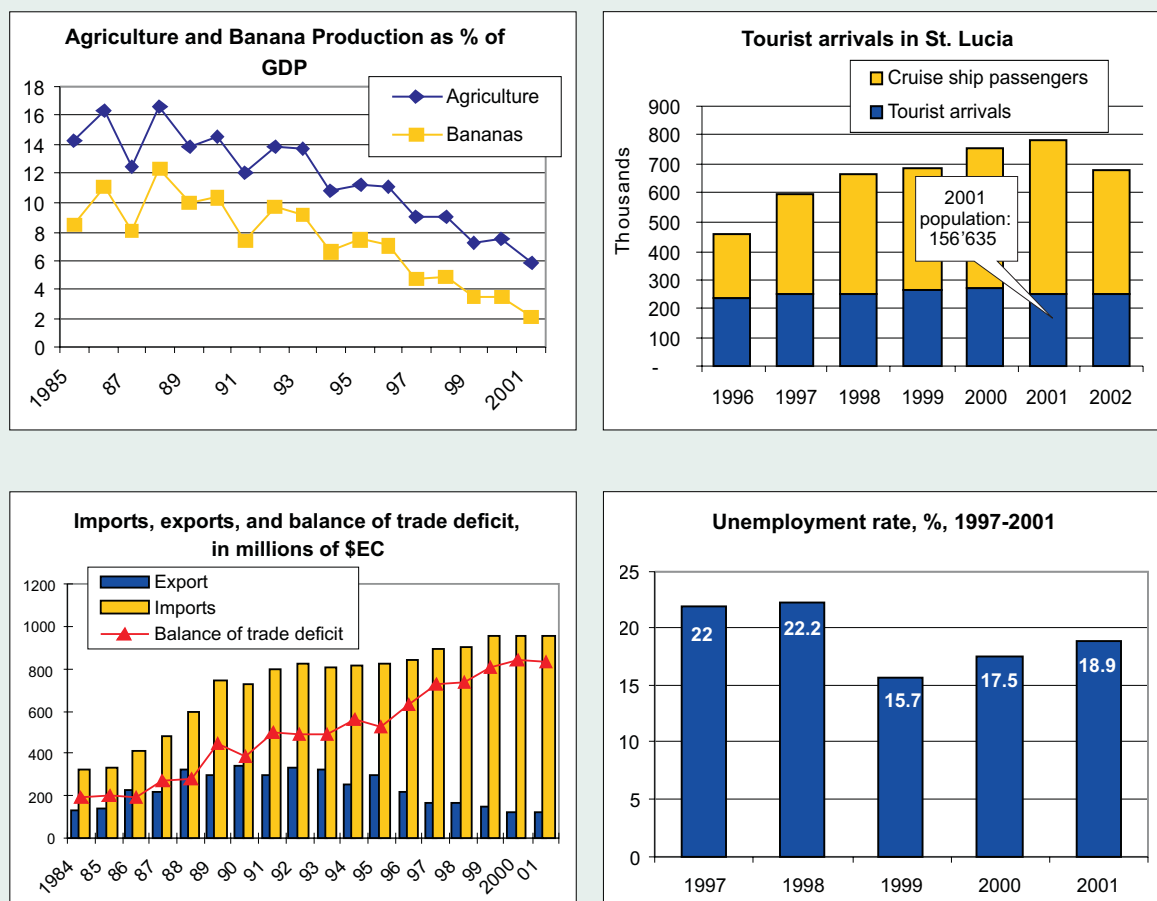 Agriculture and Banana Production as % of
GDP
Agriculture
Bananas
18
16
14
12
10
8
6
4
2
0
1985 87 89 91 93 95 97 99 2001
Tourist arrivals in St. Lucia
Cruise ship passengers
Tourist arrivals
Thousands
900
800
700
600
500
400
300
200
100
-
2001
population:
156'635
1996 1997 1998 1999 2000 2001 2002
Imports, exports, and balance of trade deficit,
in millions of $EC
Export
Imports
Balance of trade deficit
1200
1000
800
600
400
200
0
1984 85 86 87 88 89 90 91 92 93 94 95 96 97 98 99 2000 01
Unemployment rate, %, 1997-2001
25
20
15
10
5
0
22
22.2
15.7
17.5
18.9
1997 1998 1999 2000 2001